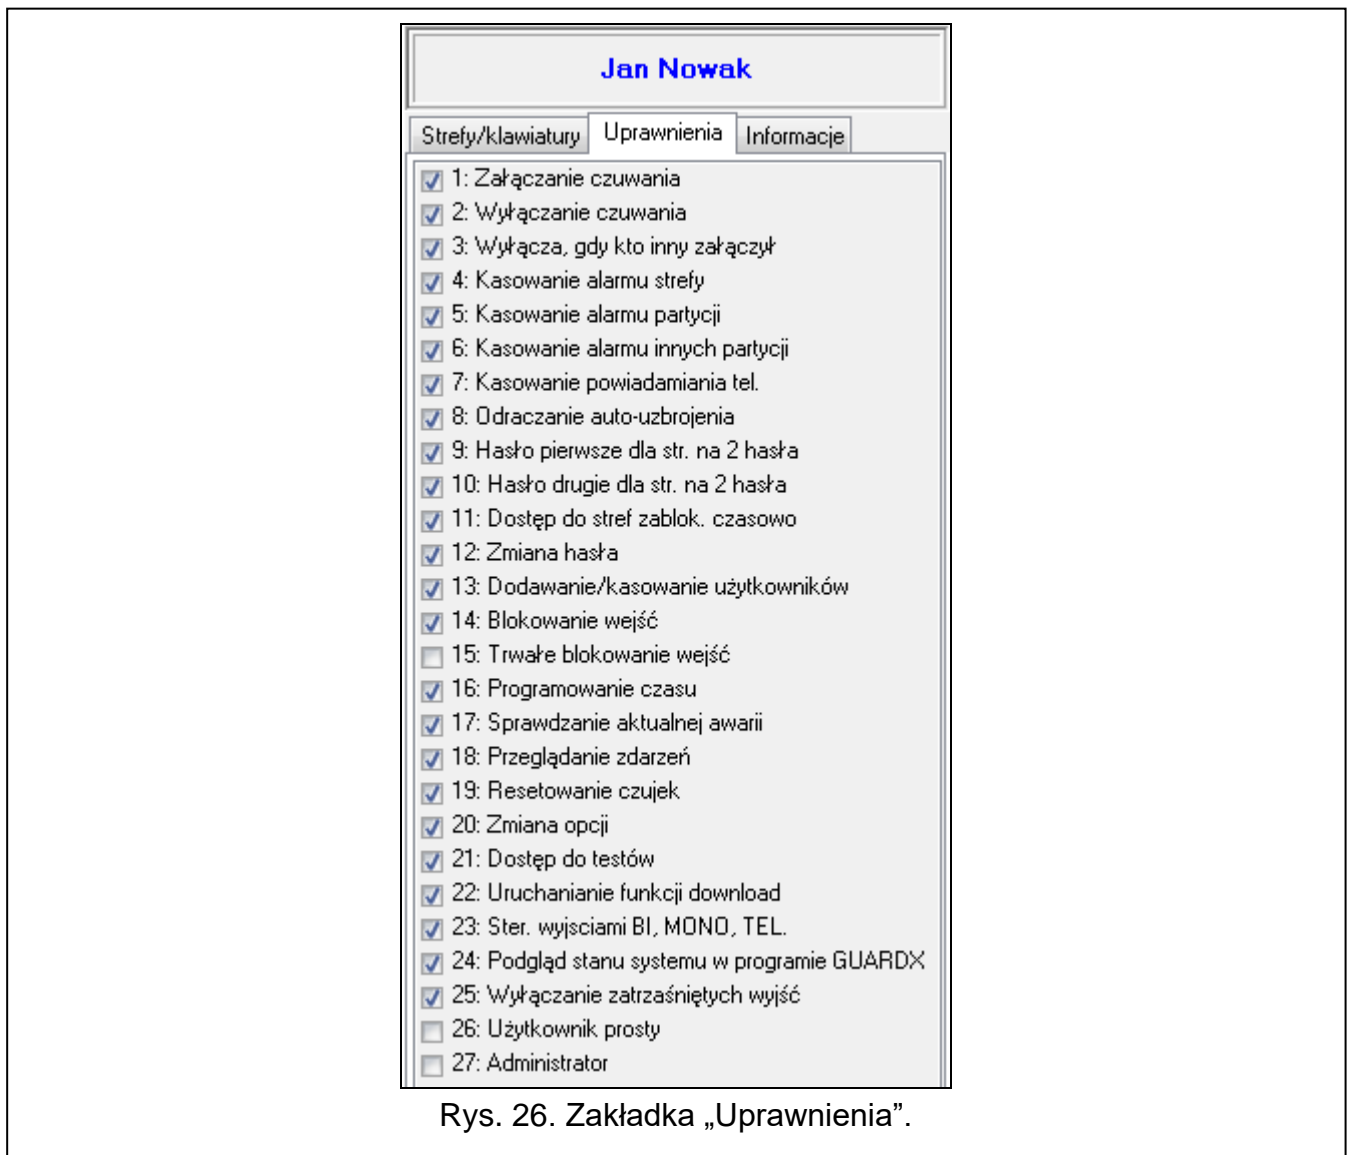 Jan Nowak
Strefy/klawiatury Uprawnienia Informacje
1: Załączanie czuwania
2: Wyłączanie czuwania
3: Wyłącza, gdy kto inny załączył
4: Kasowanie alarmu strefy
5: Kasowanie alarmu partycji
6: Kasowanie alarmu innych partycji
7: Kasowanie powiadamiania tel.
8: Odraczanie auto-uzbrojenia
9: Hasło pierwsze dla str. na 2 hasła
10: Hasło drugie dla str. na 2 hasła
11: Dostęp do stref zablok. czasowo
12: Zmiana hasła
13: Dodawanie/kasowanie użytkowników
14: Blokowanie wejść
15: Trwałe blokowanie wejść
16: Programowanie czasu
17: Sprawdzanie aktualnej awarii
18: Przeglądanie zdarzeń
19: Resetowanie czujek
20: Zmiana opcji
21: Dostęp do testów
22: Uruchanianie funkcji download
23: Ster. wyjsciami BI, MONO, TEL.
24: Podgląd stanu systemu w programie GUARDX
25: Wyłączanie zatrzaśniętych wyjść
26: Użytkownik prosty
27: Administrator
Rys. 26. Zakładka „Uprawnienia”.